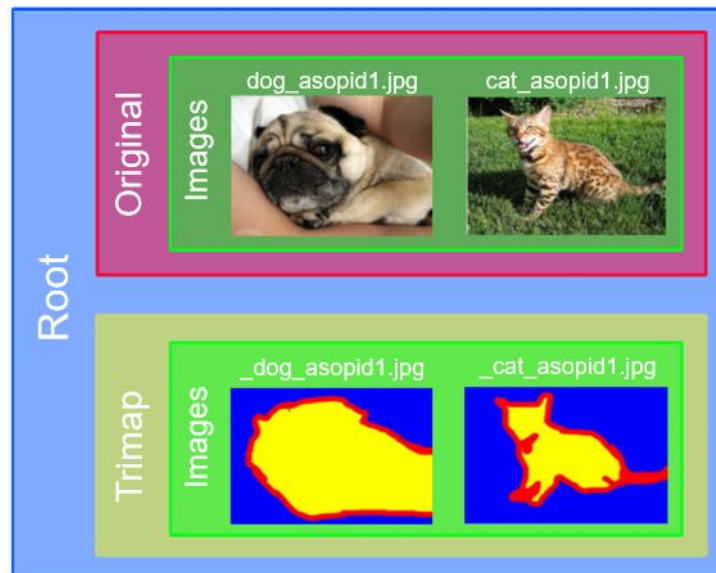 Root
Original
Images
dog_asopid1.jpg
cat_asopid1.jpg
Trimap
Images
_dog_asopid1.jpg
_cat_asopid1.jpg